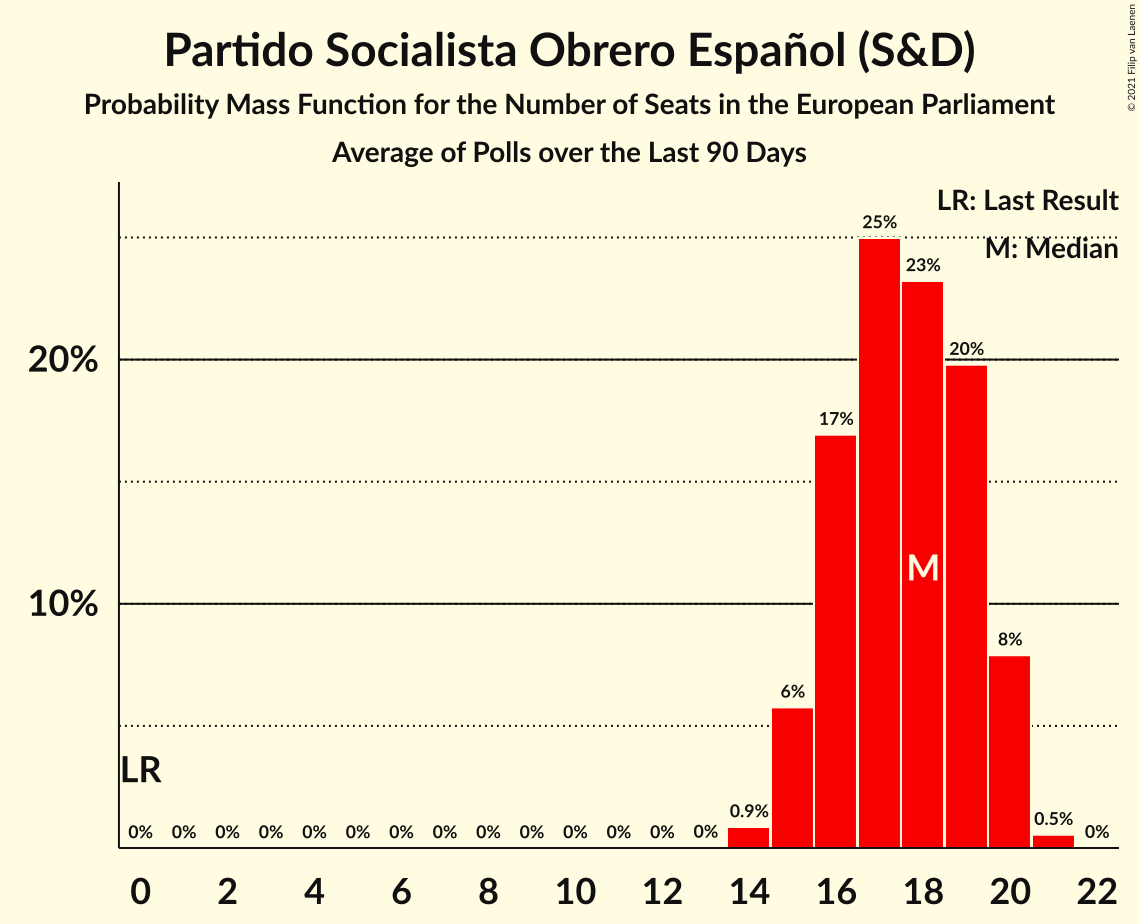 Partido Socialista Obrero Español (S&D)
Probability Mass Function for the Number of Seats in the European Parliament
Average of Polls over the Last 90 Days
© 2021 Filip van Laenen
LR: Last Result
M: Median
25%
23%
20%
20%
17%
M
10%
8%
6%
LR
0.9%
0.5%
0% 0% 0% 0% 0% 0% 0% 0% 0% 0% 0% 0% 0% 0% 0%
0 2 4 6 8 10 12 14 16 18 20 22